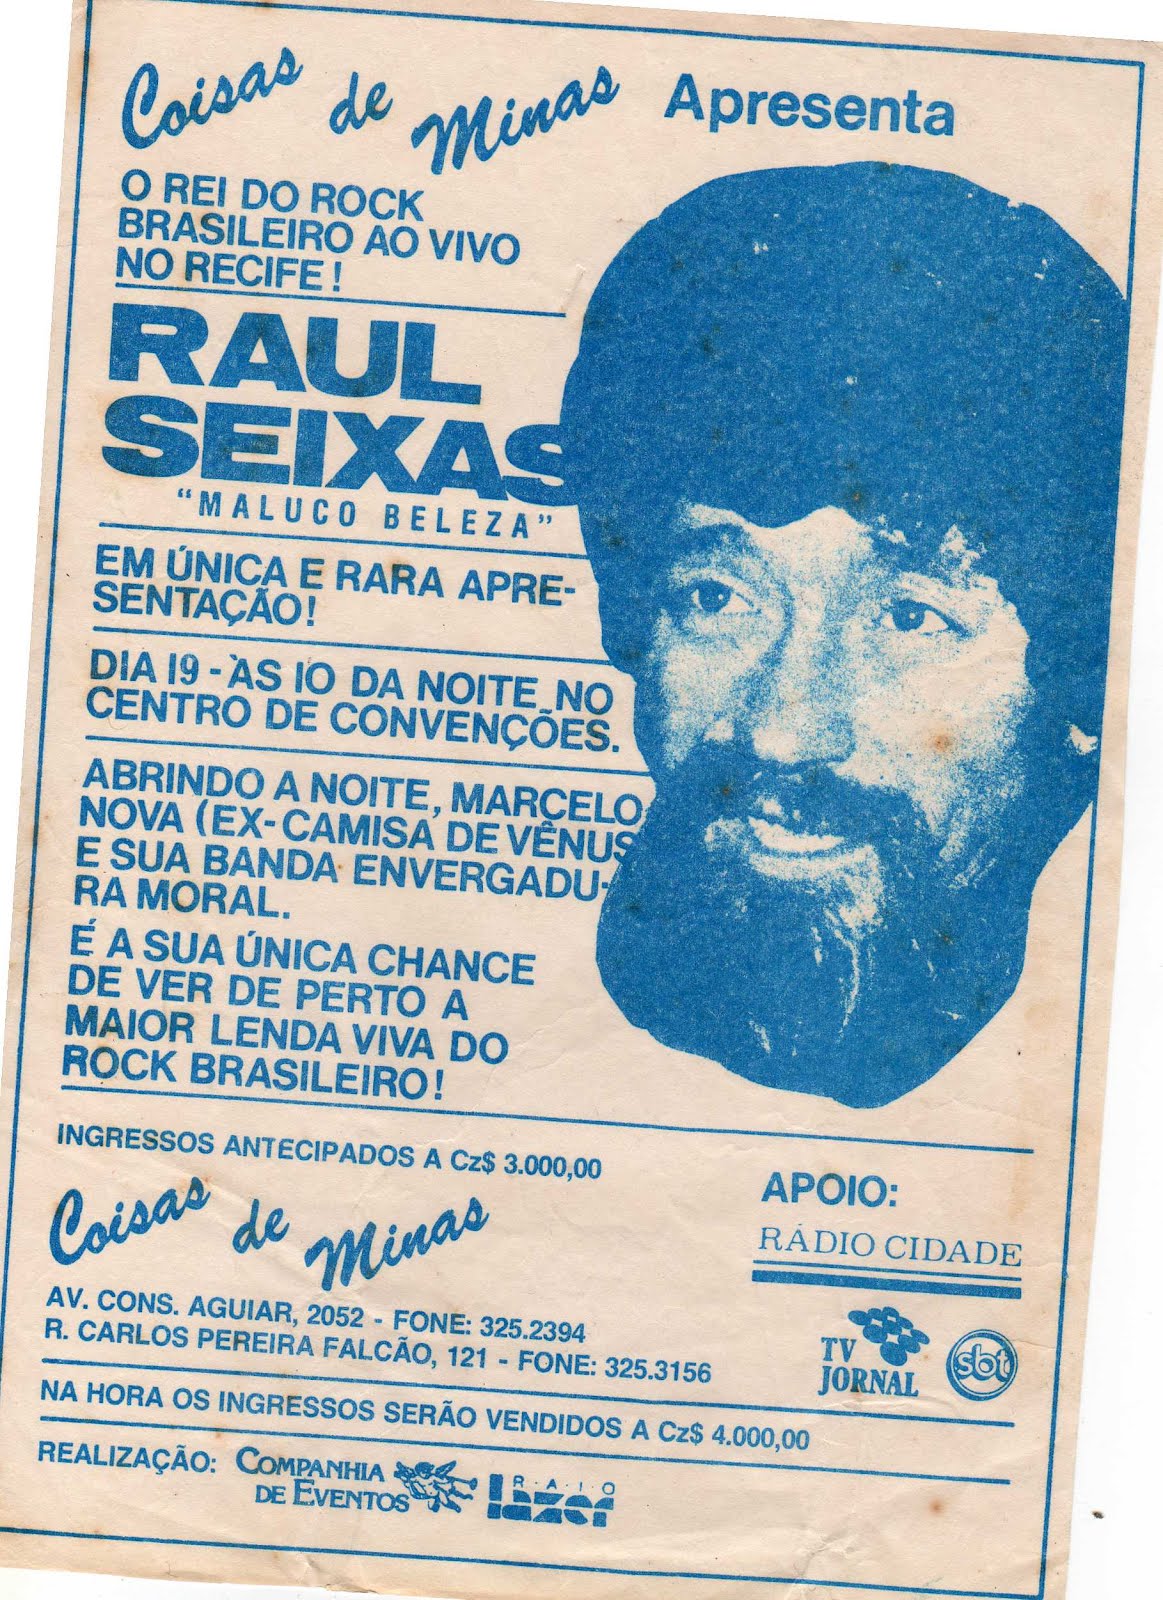 Coisas de Minas Apresenta
O REI DO ROCK
BRASILEIRO AO VIVO
NO RECIFE!
RAUL
SEIXAS
"MALUCO BELEZA"
EM ÚNICA E RARA APRE-
SENTAÇÃO!
DIA 19 - ÀS 10 DA NOITE NO
CENTRO DE CONVENÇÕES.
ABRINDO A NOITE, MARCELO
NOVA (EX-CAMISA DE VÊNUS
E SUA BANDA ENVERGADU-
RA MORAL.
É A SUA ÚNICA CHANCE
DE VER DE PERTO A
MAIOR LENDA VIVA DO
ROCK BRASILEIRO!
INGRESSOS ANTECIPADOS A Cz$ 3.000,00
Coisas de Minas
AV. CONS. AGUIAR, 2052 - FONE: 325.2394
R. CARLOS PEREIRA FALCÃO, 121 - FONE: 325.3156
APOIO:
RÁDIO CIDADE
TV
JORNAL
sbt
NA HORA OS INGRESSOS SERÃO VENDIDOS A Cz$ 4.000,00
REALIZAÇÃO: COMPANHIA
DE EVENTOS
RAIO
lazer